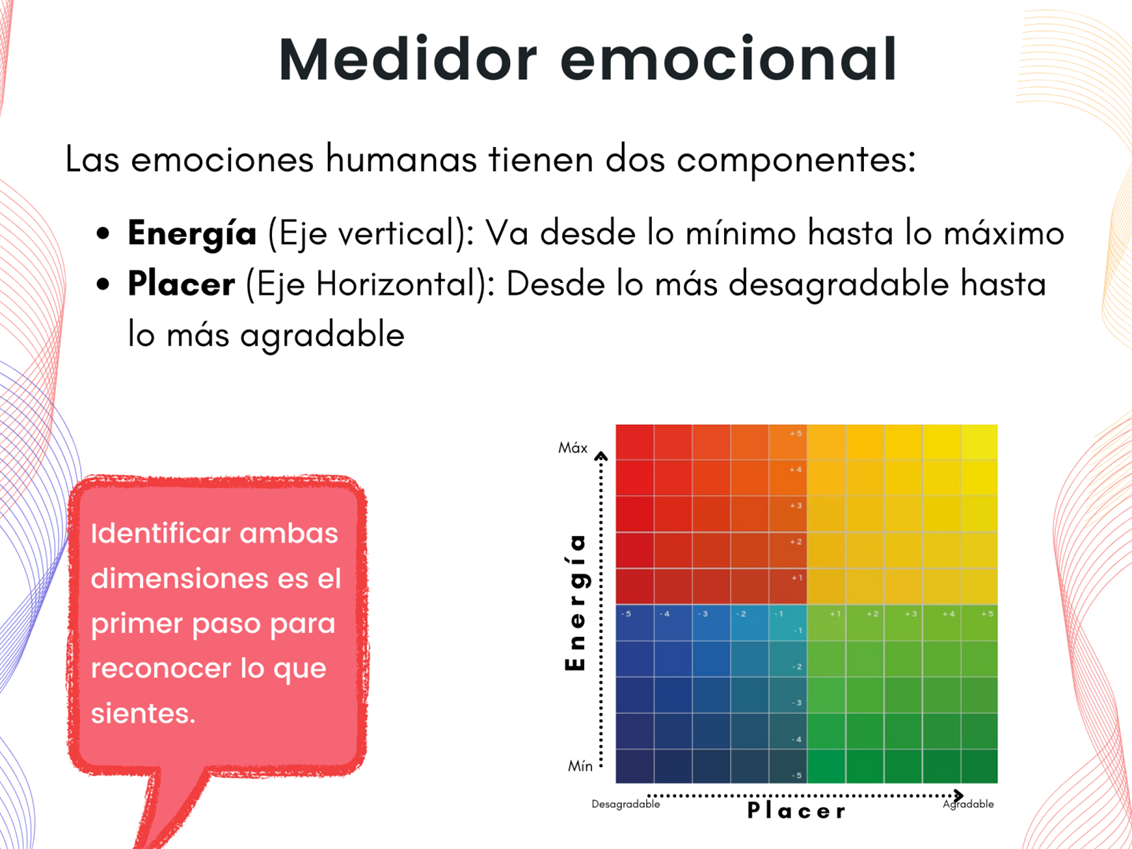 Medidor emocional
Las emociones humanas tienen dos componentes:
• Energía (Eje vertical): Va desde lo mínimo hasta lo máximo
• Placer (Eje Horizontal): Desde lo más desagradable hasta
lo más agradable
Identificar ambas
dimensiones es el
primer paso para
reconocer lo que
sientes.
Máx
Energía
Mín
+5
+4
+3
+2
+1
-5 -4 -3 -2 -1 +1 +2 +3 +4 +5
-1
-2
-3
-4
-5
Desagradable
Placer
Agradable